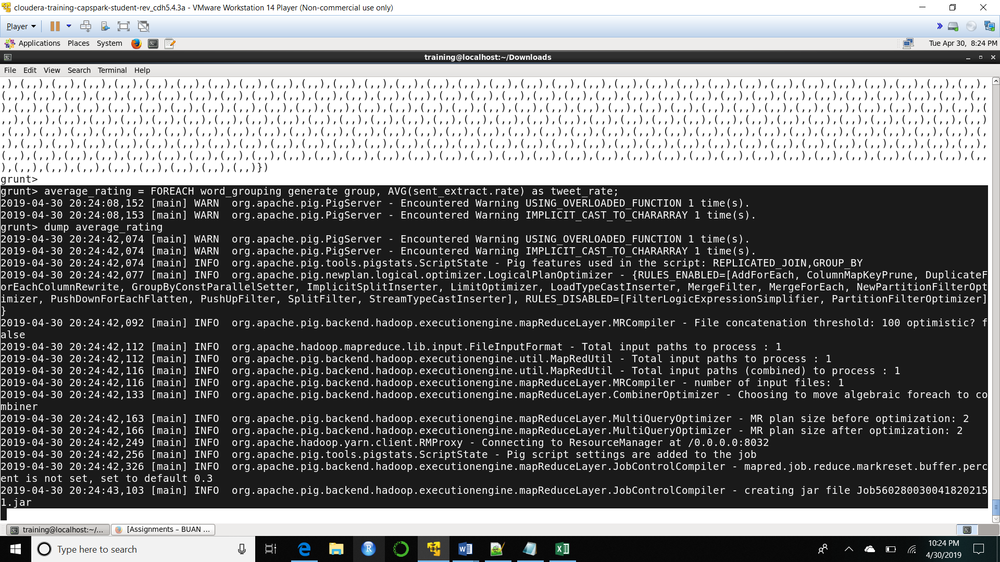 cloudera-training-capspark-student-rev_cdh5.4.3a - VMware Workstation 14 Player (Non-commercial use only)
Player
Applications Places System Tue Apr 30, 8:24 PM
training@localhost:~/Downloads
File Edit View Search Terminal Help
,),(,,),(,,),(,,),(,,),(,,),(,,),(,,),(,,),(,,),(,,),(,,),(,,),(,,),(,,),(,,),(,,),(,,),(,,),(,,),(,,),(,,),(,,),(,,),(,,),(,,),(,,),(,,),(,,),(,,),(,,),(,,),
(,,),(,,),(,,),(,,),(,,),(,,),(,,),(,,),(,,),(,,),(,,),(,,),(,,),(,,),(,,),(,,),(,,),(,,),(,,),(,,),(,,),(,,),(,,),(,,),(,,),(,,),(,,),(,,),(,,),(,,),(,,),(,,
),(,,),(,,),(,,),(,,),(,,),(,,),(,,),(,,),(,,),(,,),(,,),(,,),(,,),(,,),(,,),(,,),(,,),(,,),(,,),(,,),(,,),(,,),(,,),(,,),(,,),(,,),(,,),(,,),(,,),(,,),(,,),(
,,),(,,),(,,),(,,),(,,),(,,),(,,),(,,),(,,),(,,),(,,),(,,),(,,),(,,),(,,),(,,),(,,),(,,),(,,),(,,),(,,),(,,),(,,),(,,),(,,),(,,),(,,),(,,),(,,),(,,),(,,),(,,)
,(,,),(,,),(,,),(,,),(,,),(,,),(,,),(,,),(,,),(,,),(,,),(,,),(,,),(,,),(,,),(,,),(,,),(,,),(,,),(,,),(,,),(,,),(,,),(,,),(,,),(,,),(,,),(,,),(,,),(,,),(,,),(,
,),(,,),(,,),(,,),(,,),(,,),(,,),(,,),(,,),(,,),(,,),(,,),(,,),(,,),(,,),(,,),(,,),(,,),(,,),(,,),(,,),(,,),(,,),(,,),(,,),(,,),(,,),(,,),(,,),(,,),(,,),(,,),
(,,),(,,),(,,),(,,),(,,),(,,),(,,),(,,),(,,),(,,),(,,),(,,),(,,),(,,),(,,),(,,),(,,),(,,),(,,),(,,),(,,),(,,),(,,),(,,),(,,),(,,),(,,),(,,),(,,),(,,),(,,),(,,
),(,,),(,,),(,,),(,,),(,,),(,,),(,,),(,,)})
grunt>
grunt> average_rating = FOREACH word_grouping generate group, AVG(sent_extract.rate) as tweet_rate;
2019-04-30 20:24:08,152 [main] WARN  org.apache.pig.PigServer - Encountered Warning USING_OVERLOADED_FUNCTION 1 time(s).
2019-04-30 20:24:08,153 [main] WARN  org.apache.pig.PigServer - Encountered Warning IMPLICIT_CAST_TO_CHARARRAY 1 time(s).
grunt> dump average_rating
2019-04-30 20:24:42,074 [main] WARN  org.apache.pig.PigServer - Encountered Warning USING_OVERLOADED_FUNCTION 1 time(s).
2019-04-30 20:24:42,074 [main] WARN  org.apache.pig.PigServer - Encountered Warning IMPLICIT_CAST_TO_CHARARRAY 1 time(s).
2019-04-30 20:24:42,074 [main] INFO  org.apache.pig.tools.pigstats.ScriptState - Pig features used in the script: REPLICATED_JOIN,GROUP_BY
2019-04-30 20:24:42,077 [main] INFO  org.apache.pig.newplan.logical.optimizer.LogicalPlanOptimizer - {RULES_ENABLED=[AddForEach, ColumnMapKeyPrune, DuplicateF
orEachColumnRewrite, GroupByConstParallelSetter, ImplicitSplitInserter, LimitOptimizer, LoadTypeCastInserter, MergeFilter, MergeForEach, NewPartitionFilterOpt
imizer, PushDownForEachFlatten, PushUpFilter, SplitFilter, StreamTypeCastInserter], RULES_DISABLED=[FilterLogicExpressionSimplifier, PartitionFilterOptimizer]
}
2019-04-30 20:24:42,092 [main] INFO  org.apache.pig.backend.hadoop.executionengine.mapReduceLayer.MRCompiler - File concatenation threshold: 100 optimistic? f
alse
2019-04-30 20:24:42,112 [main] INFO  org.apache.hadoop.mapreduce.lib.input.FileInputFormat - Total input paths to process : 1
2019-04-30 20:24:42,112 [main] INFO  org.apache.pig.backend.hadoop.executionengine.util.MapRedUtil - Total input paths to process : 1
2019-04-30 20:24:42,116 [main] INFO  org.apache.pig.backend.hadoop.executionengine.util.MapRedUtil - Total input paths (combined) to process : 1
2019-04-30 20:24:42,116 [main] INFO  org.apache.pig.backend.hadoop.executionengine.mapReduceLayer.MRCompiler - number of input files: 1
2019-04-30 20:24:42,133 [main] INFO  org.apache.pig.backend.hadoop.executionengine.mapReduceLayer.CombinerOptimizer - Choosing to move algebraic foreach to co
mbiner
2019-04-30 20:24:42,163 [main] INFO  org.apache.pig.backend.hadoop.executionengine.mapReduceLayer.MultiQueryOptimizer - MR plan size before optimization: 2
2019-04-30 20:24:42,166 [main] INFO  org.apache.pig.backend.hadoop.executionengine.mapReduceLayer.MultiQueryOptimizer - MR plan size after optimization: 2
2019-04-30 20:24:42,249 [main] INFO  org.apache.hadoop.yarn.client.RMProxy - Connecting to ResourceManager at /0.0.0.0:8032
2019-04-30 20:24:42,256 [main] INFO  org.apache.pig.tools.pigstats.ScriptState - Pig script settings are added to the job
2019-04-30 20:24:42,326 [main] INFO  org.apache.pig.backend.hadoop.executionengine.mapReduceLayer.JobControlCompiler - mapred.job.reduce.markreset.buffer.perc
ent is not set, set to default 0.3
2019-04-30 20:24:43,103 [main] INFO  org.apache.pig.backend.hadoop.executionengine.mapReduceLayer.JobControlCompiler - creating jar file Job560280030041820215
1.jar
training@localhost:~/... [Assignments – BUAN ...
Type here to search
10:24 PM
4/30/2019